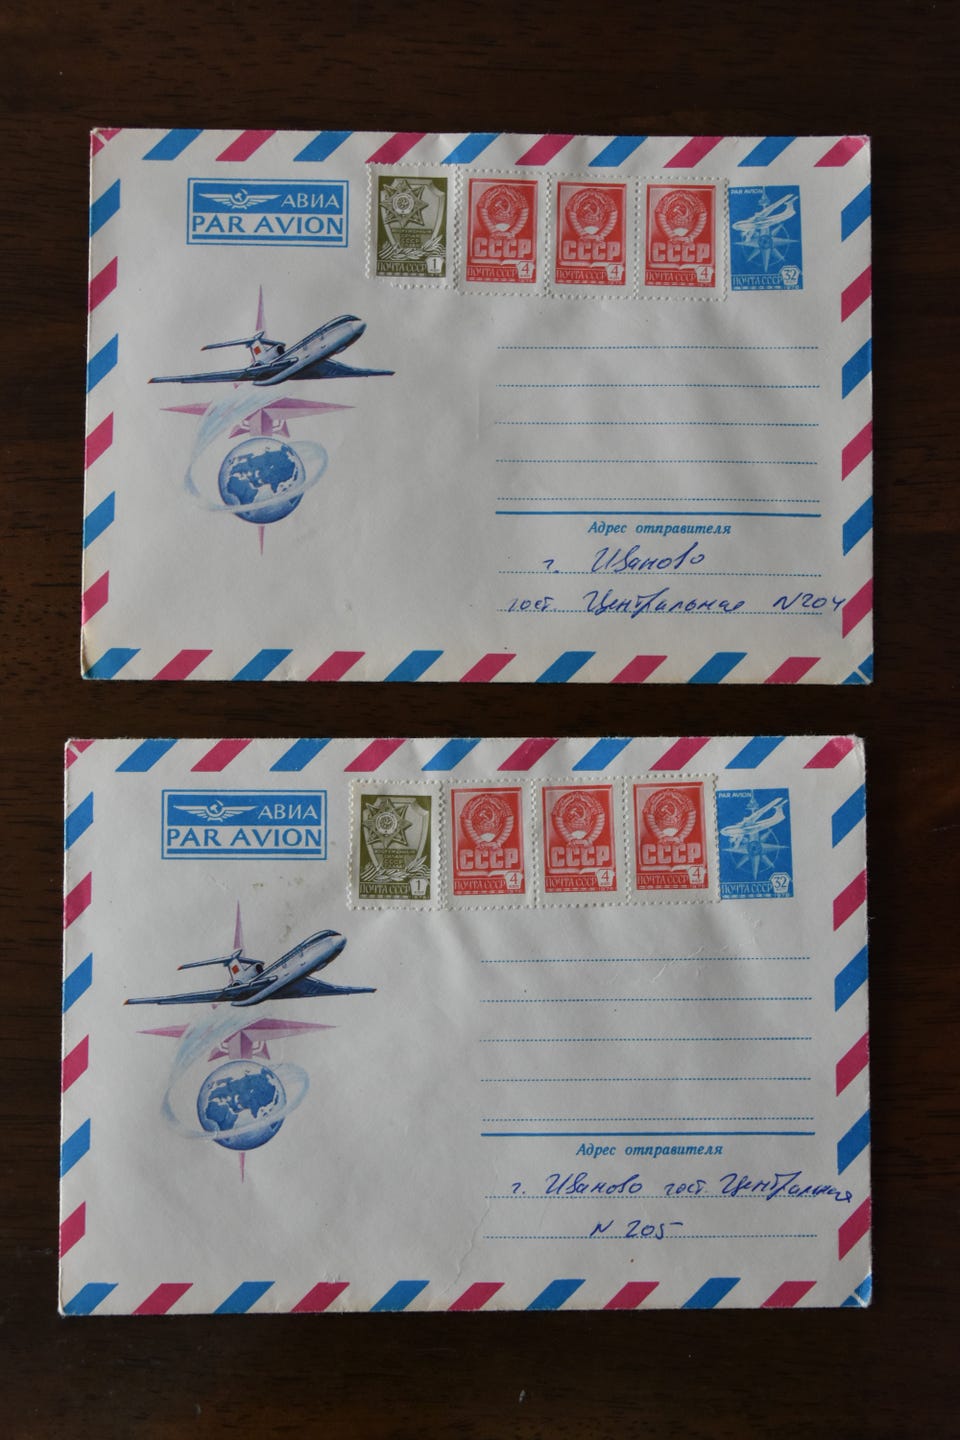 АВИА
PAR AVION
ПОЧТА СССР 1
СССР
ПОЧТА СССР 4
СССР
ПОЧТА СССР 4
СССР
ПОЧТА СССР 4
PAR AVION
ПОЧТА СССР 32
Адрес отправителя
г. Иваново
гост. Центральная N204
АВИА
PAR AVION
ПОЧТА СССР 1
СССР
ПОЧТА СССР 4
СССР
ПОЧТА СССР 4
СССР
ПОЧТА СССР 4
PAR AVION
ПОЧТА СССР 32
Адрес отправителя
г. Иваново гост. Центральная
N 205